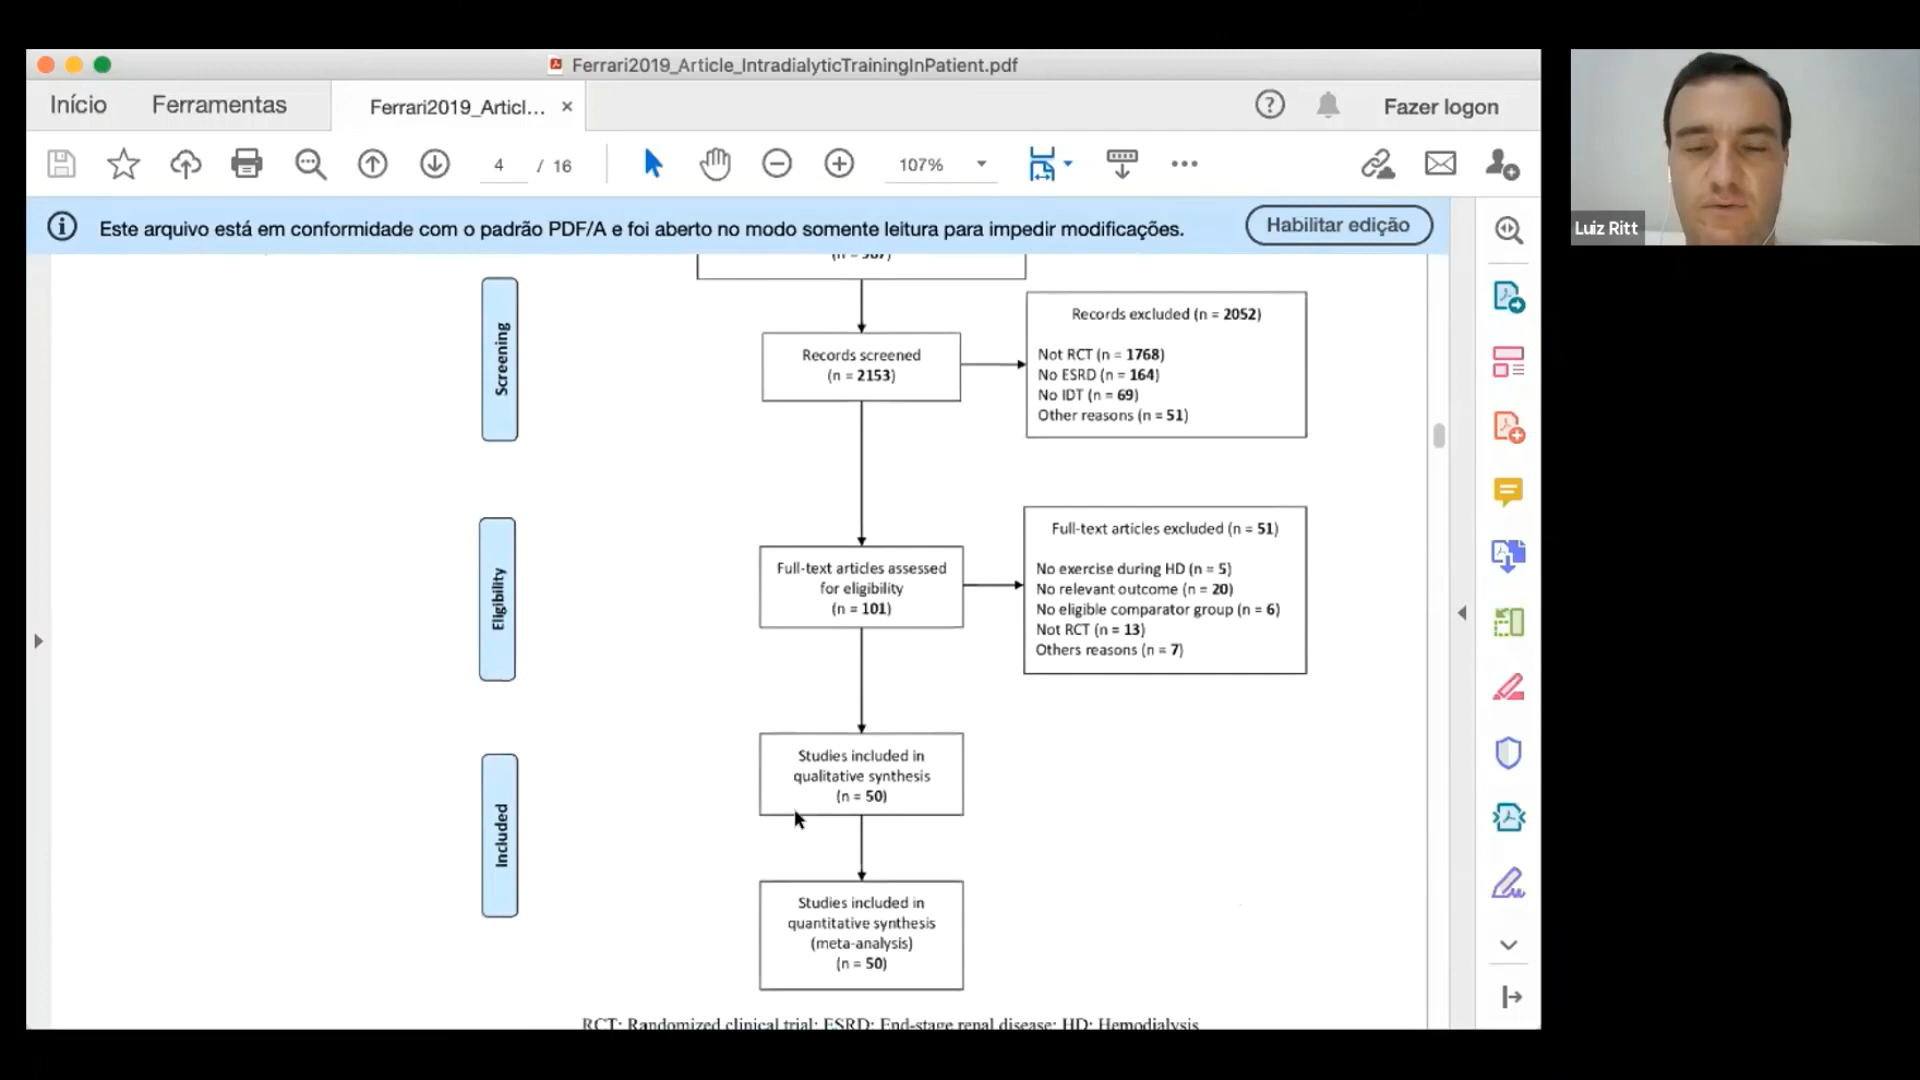 Ferrari2019_Article_IntradialyticTrainingInPatient.pdf
Início
Ferramentas
Ferrari2019_Articl...
Fazer logon
4 / 16
107%
Este arquivo está em conformidade com o padrão PDF/A e foi aberto no modo somente leitura para impedir modificações.
Habilitar edição
Luiz Ritt
Screening
Records screened
(n = 2153)
Records excluded (n = 2052)
Not RCT (n = 1768)
No ESRD (n = 164)
No IDT (n = 69)
Other reasons (n = 51)
Eligibility
Full-text articles assessed
for eligibility
(n = 101)
Full-text articles excluded (n = 51)
No exercise during HD (n = 5)
No relevant outcome (n = 20)
No eligible comparator group (n = 6)
Not RCT (n = 13)
Others reasons (n = 7)
Included
Studies included in
qualitative synthesis
(n = 50)
Studies included in
quantitative synthesis
(meta-analysis)
(n = 50)
RCT: Randomized clinical trial; ESRD: End-stage renal disease; HD: Hemodialysis